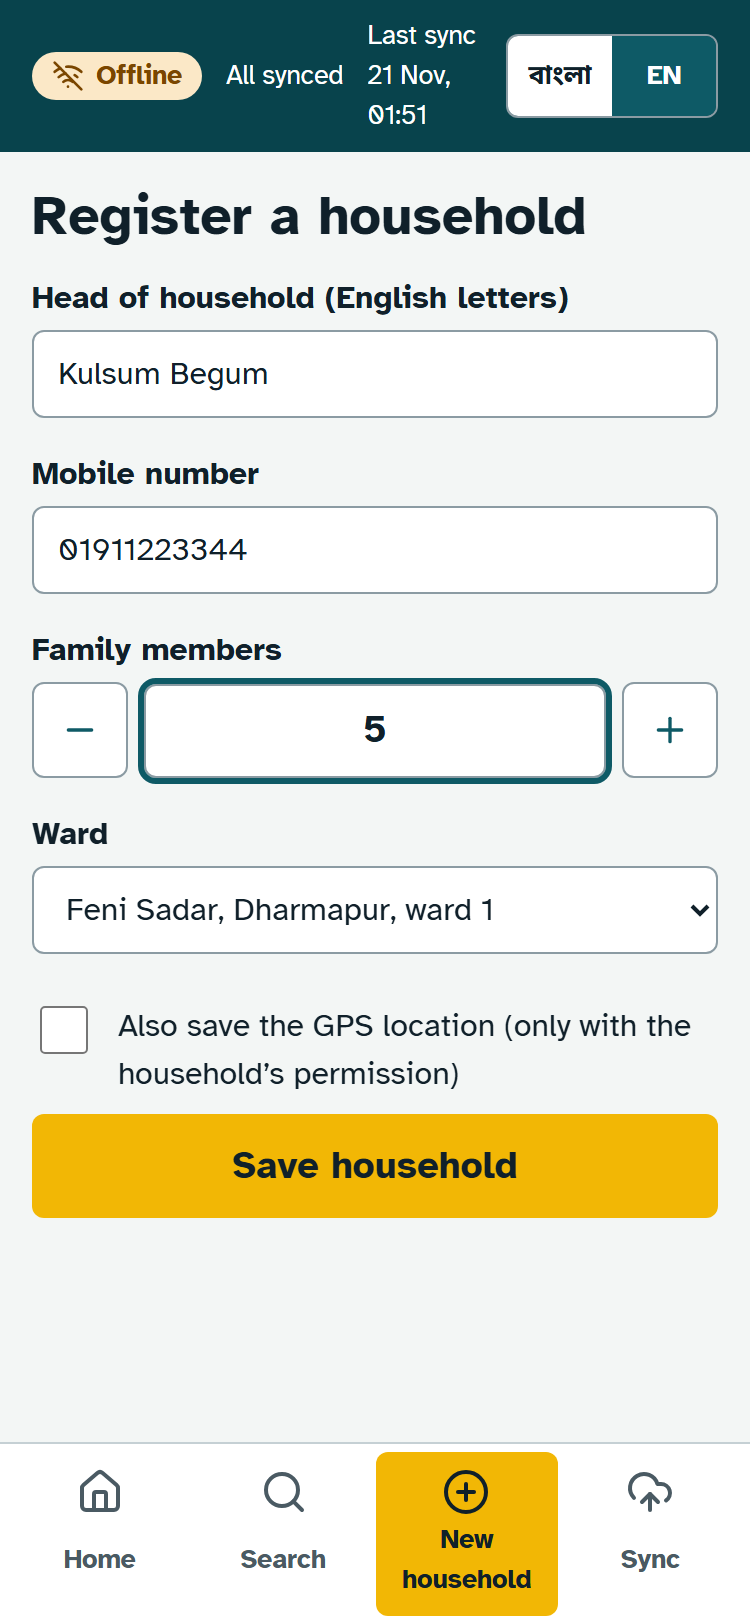 Offline
All synced
Last sync
21 Nov,
01:51
বাংলা
EN
Register a household
Head of household (English letters)
Kulsum Begum
Mobile number
01911223344
Family members
5
Ward
Feni Sadar, Dharmapur, ward 1
Also save the GPS location (only with the
household’s permission)
Save household
Home
Search
New
household
Sync